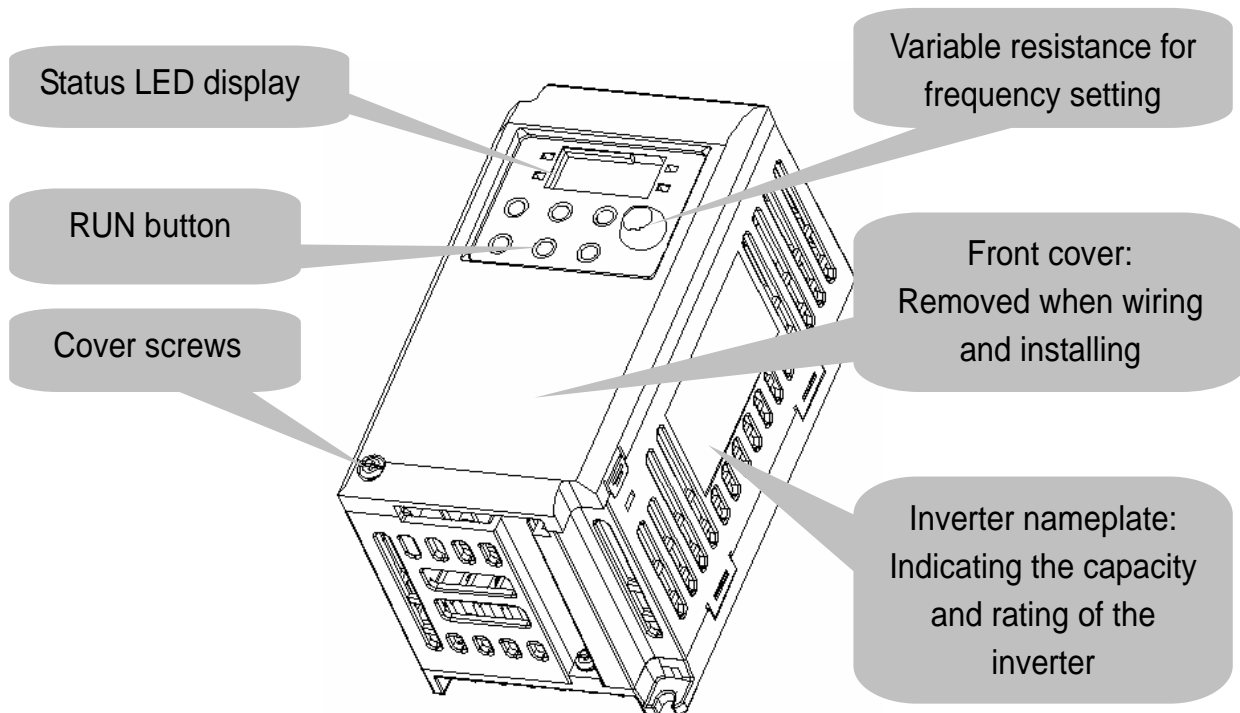 Status LED display
RUN button
Cover screws
Variable resistance for
frequency setting
Front cover:
Removed when wiring
and installing
Inverter nameplate:
Indicating the capacity
and rating of the
inverter